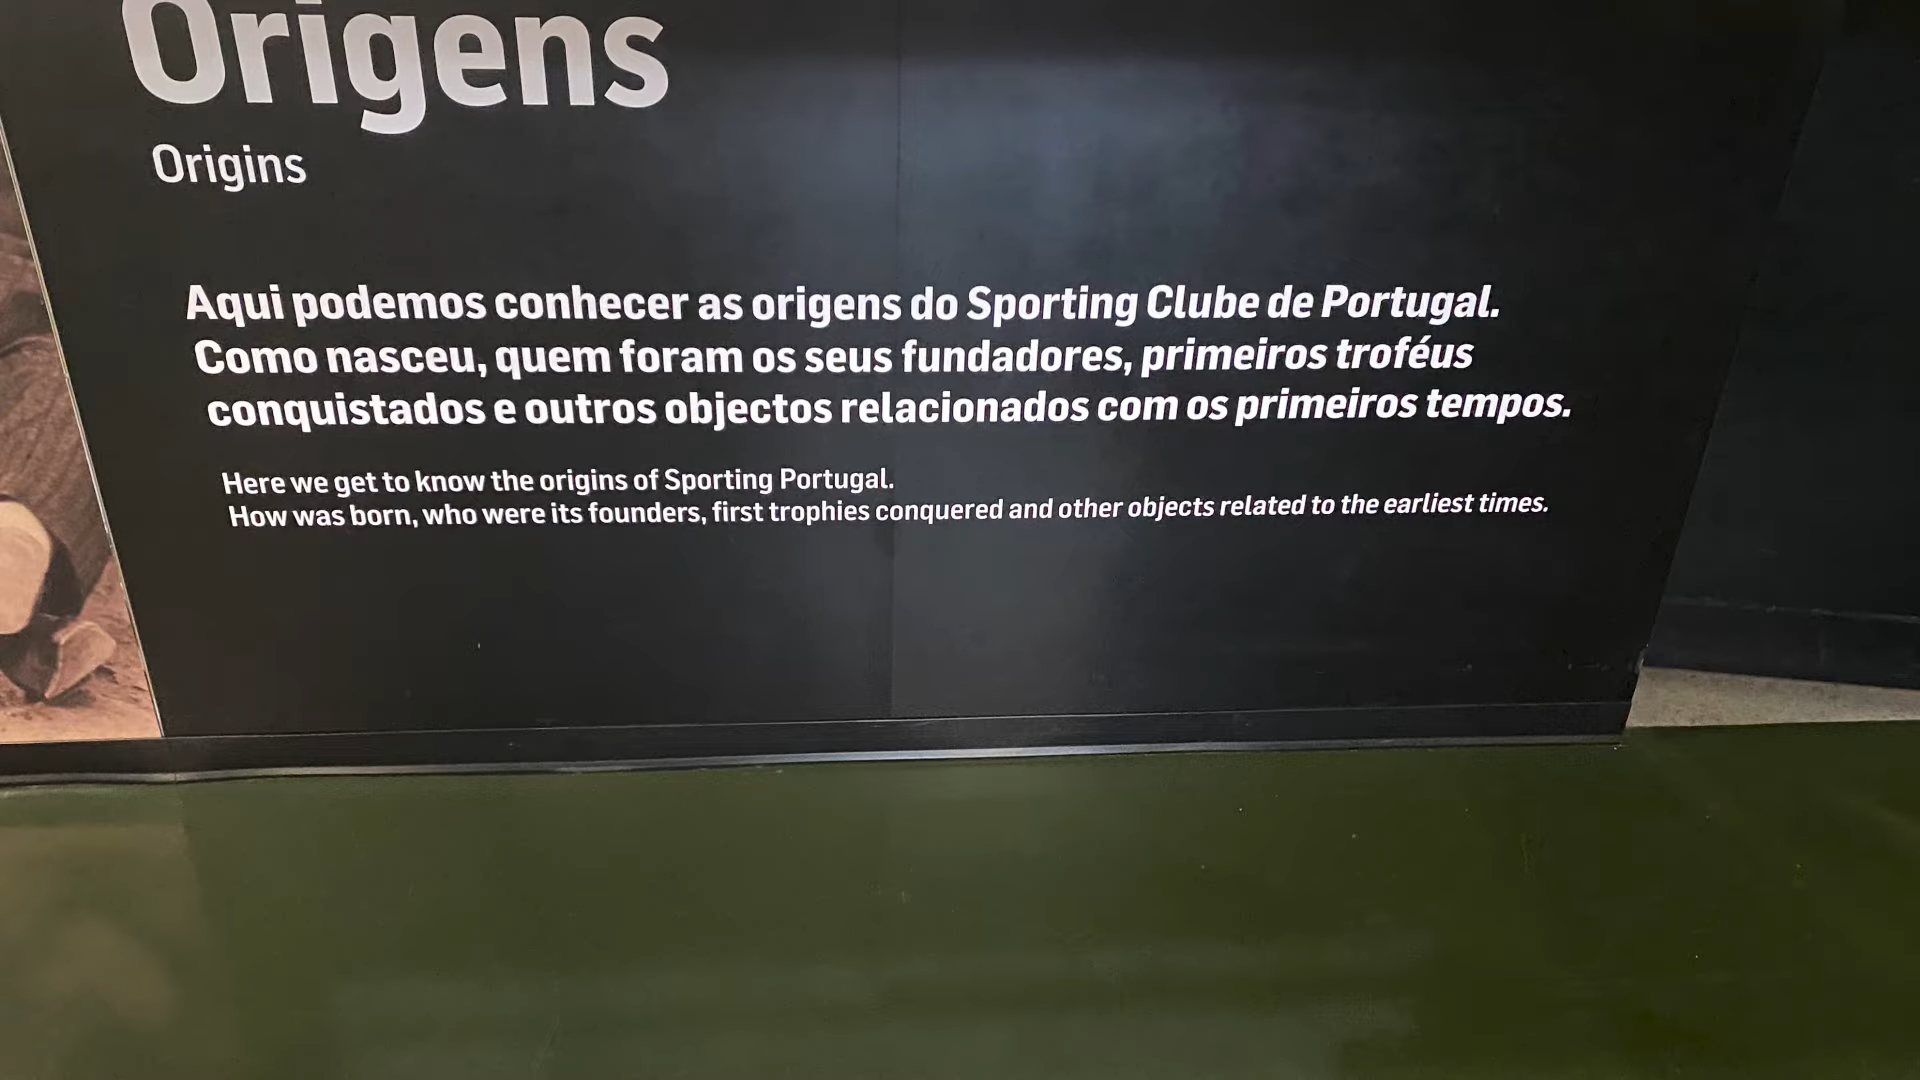 Origens
Origins
Aqui podemos conhecer as origens do Sporting Clube de Portugal.
Como nasceu, quem foram os seus fundadores, primeiros troféus
conquistados e outros objectos relacionados com os primeiros tempos.
Here we get to know the origins of Sporting Portugal.
How was born, who were its founders, first trophies conquered and other objects related to the earliest times.